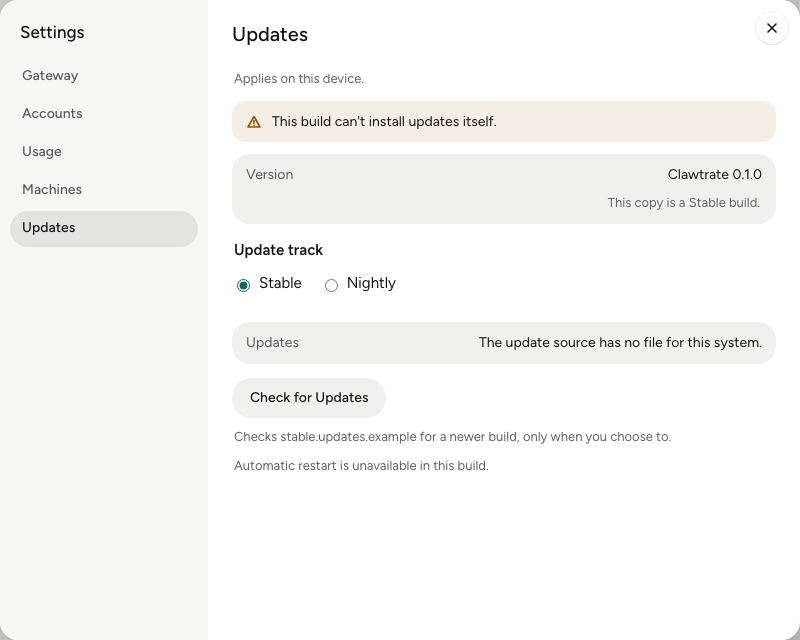 Settings
Gateway
Accounts
Usage
Machines
Updates
Updates
Applies on this device.
This build can't install updates itself.
Version
Clawtrate 0.1.0
This copy is a Stable build.
Update track
Stable
Nightly
Updates
The update source has no file for this system.
Check for Updates
Checks stable.updates.example for a newer build, only when you choose to.
Automatic restart is unavailable in this build.